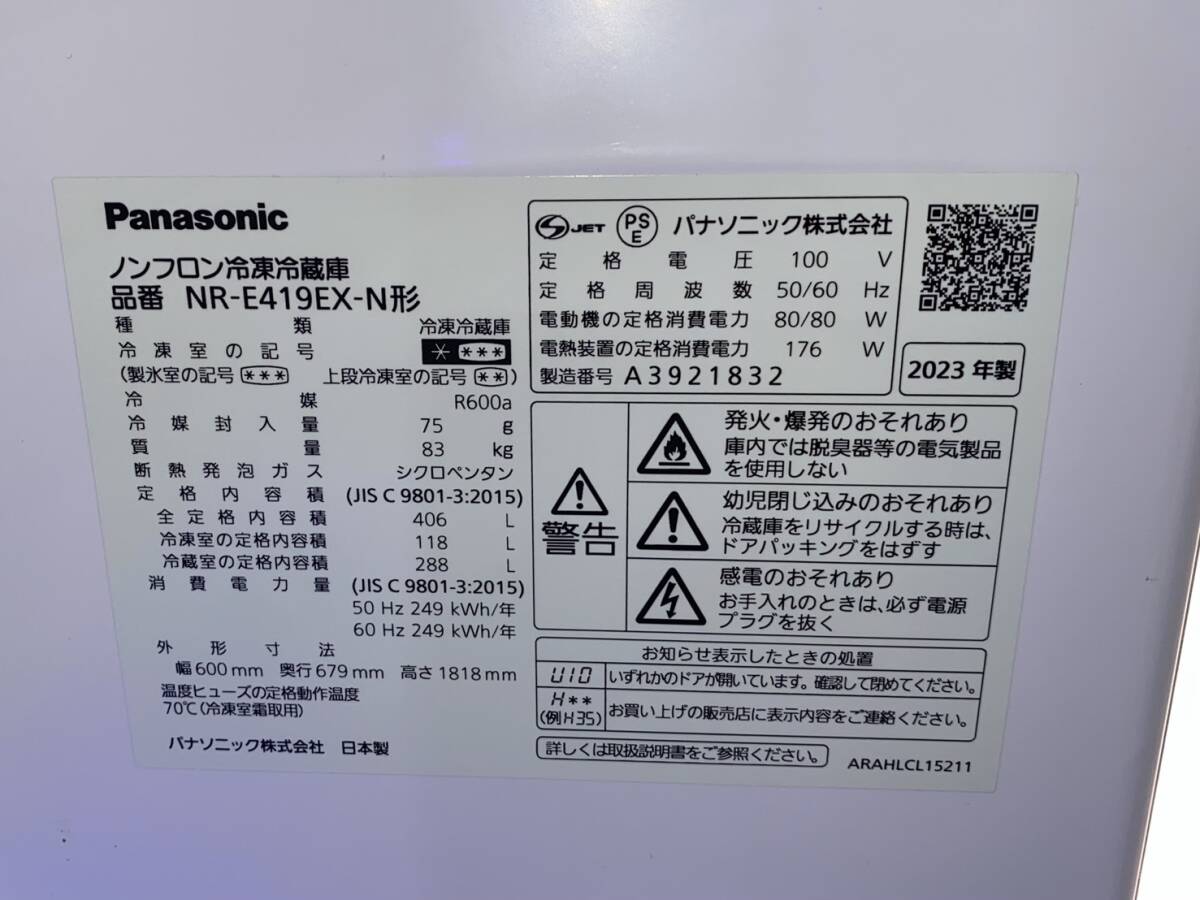 Panasonic
ノンフロン冷凍冷蔵庫
品番 NR-E419EX-N形
種類 冷凍冷蔵庫
冷凍室の記号 * ***
(製氷室の記号 *** 上段冷凍室の記号 **)
冷媒 R600a
冷媒封入量 75 g
質量 83 kg
断熱発泡ガス シクロペンタン
定格内容積 (JIS C 9801-3:2015)
全定格内容積 406 L
冷凍室の定格内容積 118 L
冷蔵室の定格内容積 288 L
消費電力量 (JIS C 9801-3:2015)
50 Hz 249 kWh/年
60 Hz 249 kWh/年
外形寸法
幅600mm 奥行679mm 高さ1818mm
温度ヒューズの定格動作温度
70℃(冷凍室霜取用)
パナソニック株式会社 日本製
S JET PS E パナソニック株式会社
定格電圧 100 V
定格周波数 50/60 Hz
電動機の定格消費電力 80/80 W
電熱装置の定格消費電力 176 W
製造番号 A3921832
2023 年製
警告
発火・爆発のおそれあり
庫内では脱臭器等の電気製品
を使用しない
幼児閉じ込みのおそれあり
冷蔵庫をリサイクルする時は、
ドアパッキングをはずす
感電のおそれあり
お手入れのときは、必ず電源
プラグを抜く
お知らせ表示したときの処置
U10 いずれかのドアが開いています。確認して閉めてください。
H**
(例H35) お買い上げの販売店に表示内容をご連絡ください。
詳しくは取扱説明書をご参照ください。
ARAHLCL15211